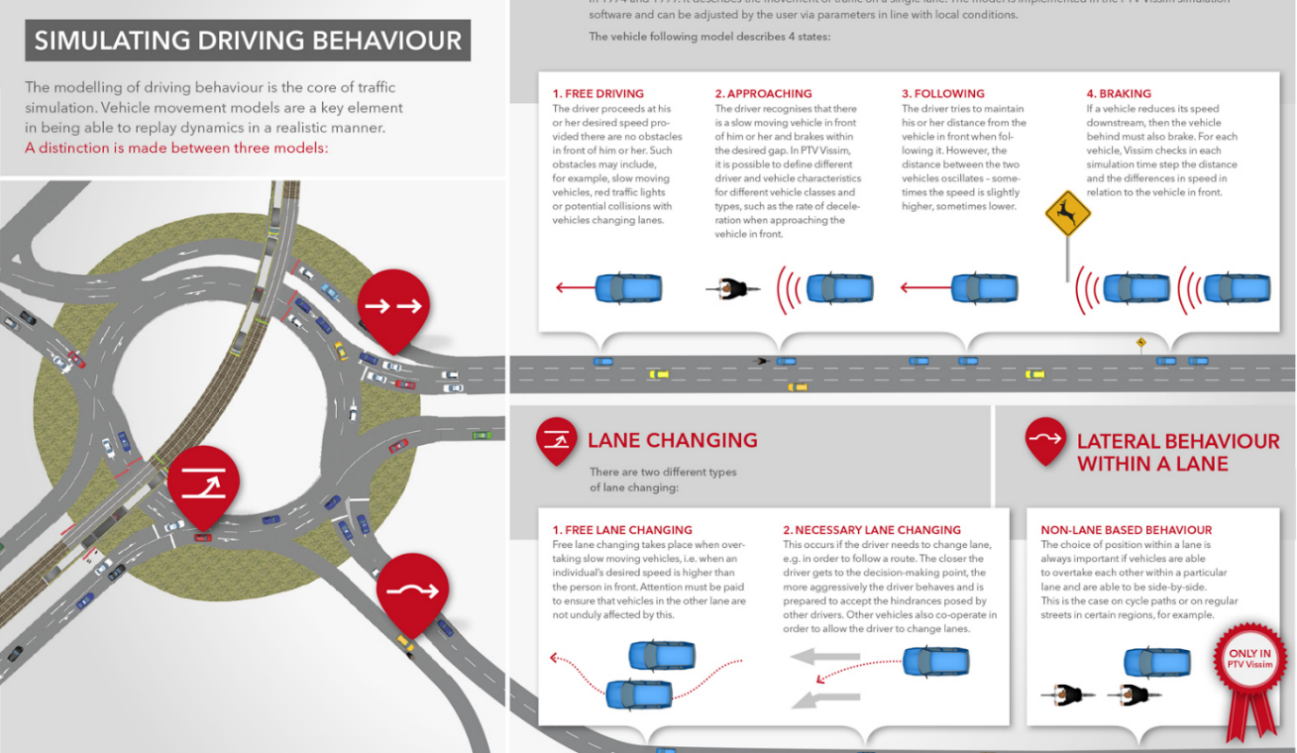 SIMULATING DRIVING BEHAVIOUR
The modelling of driving behaviour is the core of traffic
simulation. Vehicle movement models are a key element
in being able to replay dynamics in a realistic manner.
A distinction is made between three models:
software and can be adjusted by the user via parameters in line with local conditions.
The vehicle following model describes 4 states:
1. FREE DRIVING
The driver proceeds at his
or her desired speed pro-
vided there are no obstacles
in front of him or her. Such
obstacles may include,
for example, slow moving
vehicles, red traffic lights
or potential collisions with
vehicles changing lanes.
2. APPROACHING
The driver recognises that there
is a slow moving vehicle in front
of him or her and brakes within
the desired gap. In PTV Vissim,
it is possible to define different
driver and vehicle characteristics
for different vehicle classes and
types, such as the rate of decele-
ration when approaching the
vehicle in front.
3. FOLLOWING
The driver tries to maintain
his or her distance from the
vehicle in front when fol-
lowing it. However, the
distance between the two
vehicles oscillates – some-
times the speed is slightly
higher, sometimes lower.
4. BRAKING
If a vehicle reduces its speed
downstream, then the vehicle
behind must also brake. For each
vehicle, Vissim checks in each
simulation time step the distance
and the differences in speed in
relation to the vehicle in front.
LANE CHANGING
There are two different types
of lane changing:
1. FREE LANE CHANGING
Free lane changing takes place when over-
taking slow moving vehicles, i.e. when an
individual's desired speed is higher than
the person in front. Attention must be paid
to ensure that vehicles in the other lane are
not unduly affected by this.
2. NECESSARY LANE CHANGING
This occurs if the driver needs to change lane,
e.g. in order to follow a route. The closer the
driver gets to the decision-making point, the
more aggressively the driver behaves and is
prepared to accept the hindrances posed by
other drivers. Other vehicles also co-operate in
order to allow the driver to change lanes.
LATERAL BEHAVIOUR
WITHIN A LANE
NON-LANE BASED BEHAVIOUR
The choice of position within a lane is
always important if vehicles are able
to overtake each other within a particular
lane and are able to be side-by-side.
This is the case on cycle paths or on regular
streets in certain regions, for example.
ONLY IN
PTV Vissim